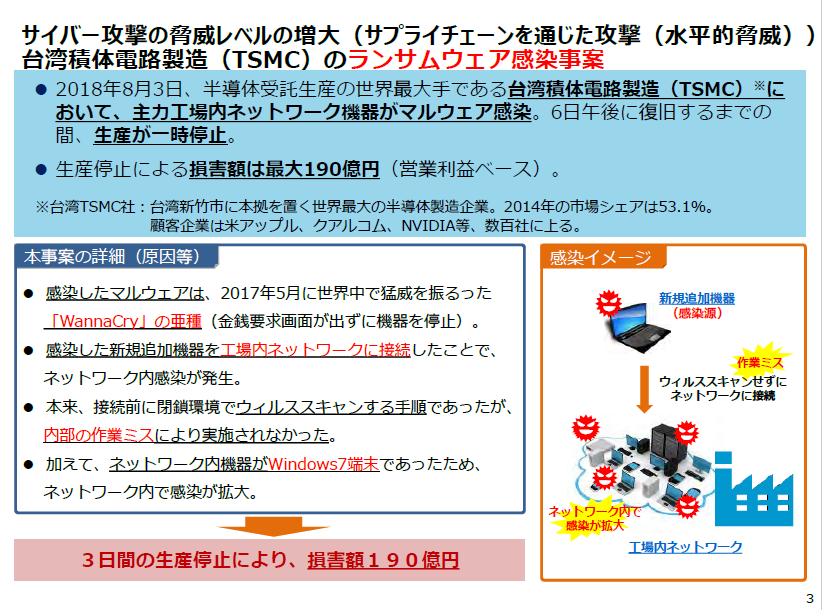 サイバー攻撃の脅威レベルの増大（サプライチェーンを通じた攻撃（水平的脅威））
台湾積体電路製造（TSMC）のランサムウェア感染事案
● 2018年8月3日、半導体受託生産の世界最大手である台湾積体電路製造（TSMC）※に
おいて、主力工場内ネットワーク機器がマルウェア感染。6日午後に復旧するまでの
間、生産が一時停止。
● 生産停止による損害額は最大190億円（営業利益ベース）。
※台湾TSMC社：台湾新竹市に本拠を置く世界最大の半導体製造企業。2014年の市場シェアは53.1%。
顧客企業は米アップル、クアルコム、NVIDIA等、数百社に上る。
本事案の詳細（原因等）
● 感染したマルウェアは、2017年5月に世界中で猛威を振るった
「WannaCry」の亜種（金銭要求画面が出ずに機器を停止）。
● 感染した新規追加機器を工場内ネットワークに接続したことで、
ネットワーク内感染が発生。
● 本来、接続前に閉鎖環境でウィルススキャンする手順であったが、
内部の作業ミスにより実施されなかった。
● 加えて、ネットワーク内機器がWindows7端末であったため、
ネットワーク内で感染が拡大。
３日間の生産停止により、損害額１９０億円
感染イメージ
新規追加機器
（感染源）
作業ミス
ウィルススキャンせずに
ネットワークに接続
ネットワーク内で
感染が拡大
工場内ネットワーク
3